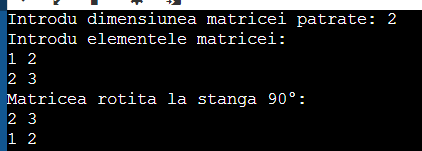 Introdu dimensiunea matricei patrate: 2
Introdu elementele matricei:
1 2
2 3
Matricea rotita la stanga 90°:
2 3
1 2